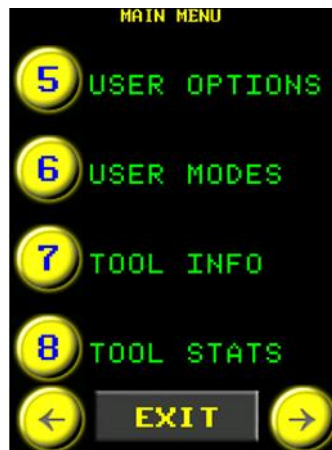 MAIN MENU
5 USER OPTIONS
6 USER MODES
7 TOOL INFO
8 TOOL STATS
← EXIT →